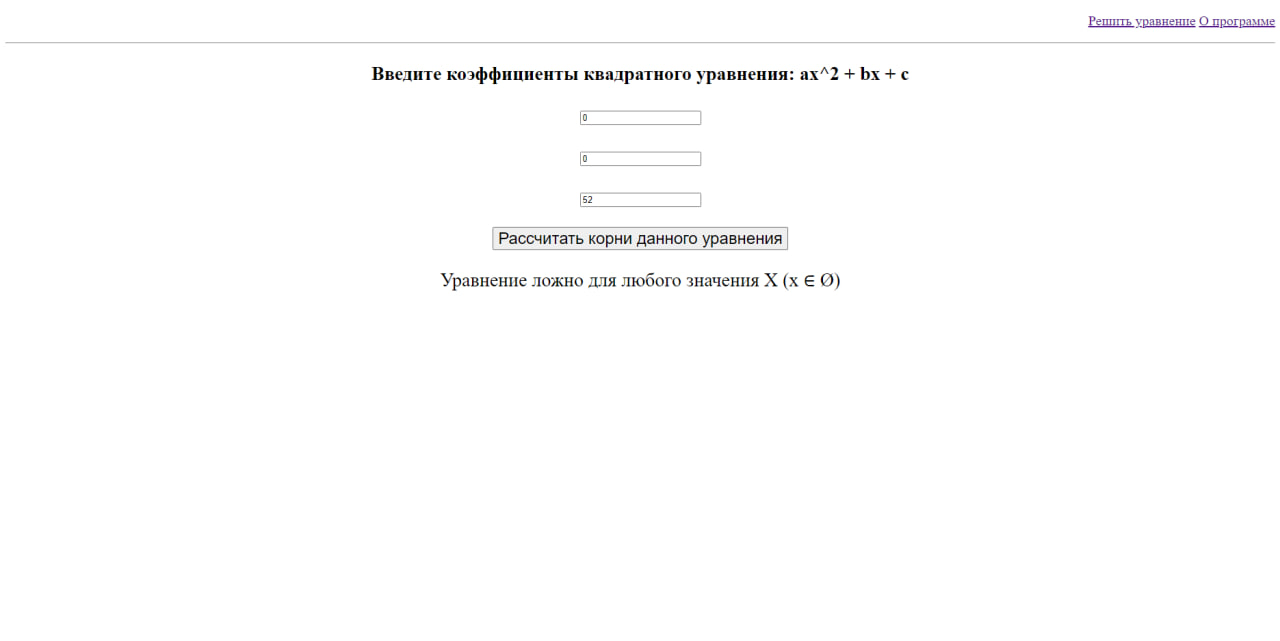 Решить уравнение О программе
Введите коэффициенты квадратного уравнения: ax^2 + bx + c
0
0
52
Рассчитать корни данного уравнения
Уравнение ложно для любого значения X (x ∈ Ø)